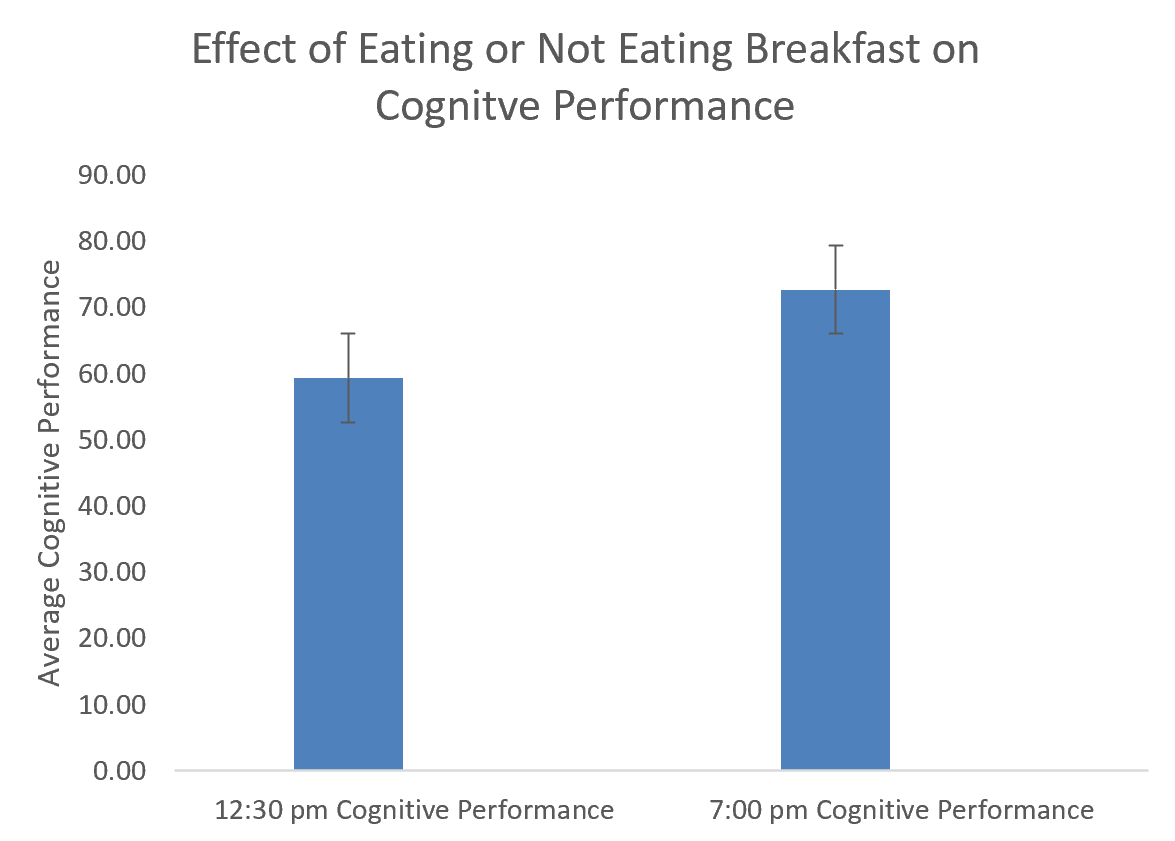 Effect of Eating or Not Eating Breakfast on
Cognitve Performance
Average Cognitive Performance
90.00
80.00
70.00
60.00
50.00
40.00
30.00
20.00
10.00
0.00
12:30 pm Cognitive Performance
7:00 pm Cognitive Performance